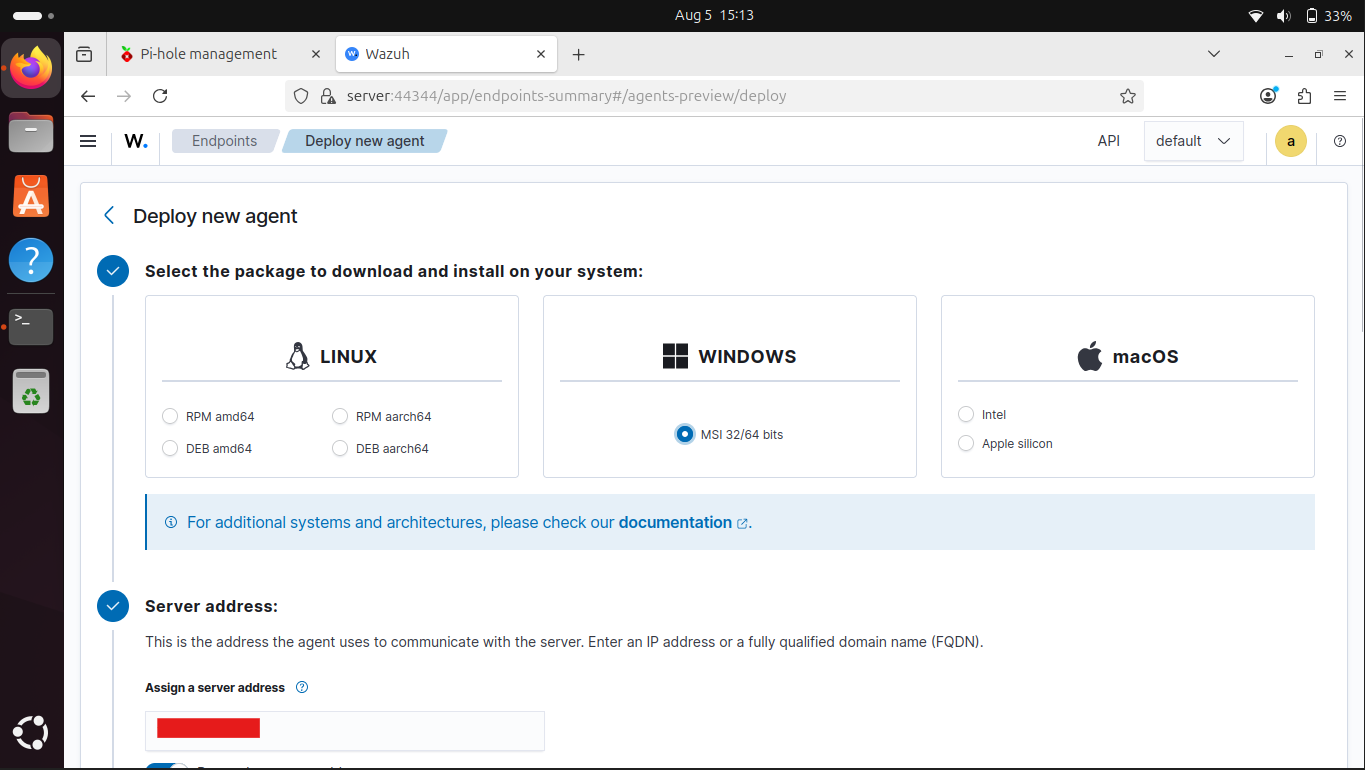 Aug 5 15:13
33%
Pi-hole management
Wazuh
server:44344/app/endpoints-summary#/agents-preview/deploy
W.
Endpoints
Deploy new agent
API
default
a
Deploy new agent
Select the package to download and install on your system:
LINUX
WINDOWS
macOS
RPM amd64
RPM aarch64
DEB amd64
DEB aarch64
MSI 32/64 bits
Intel
Apple silicon
For additional systems and architectures, please check our documentation.
Server address:
This is the address the agent uses to communicate with the server. Enter an IP address or a fully qualified domain name (FQDN).
Assign a server address